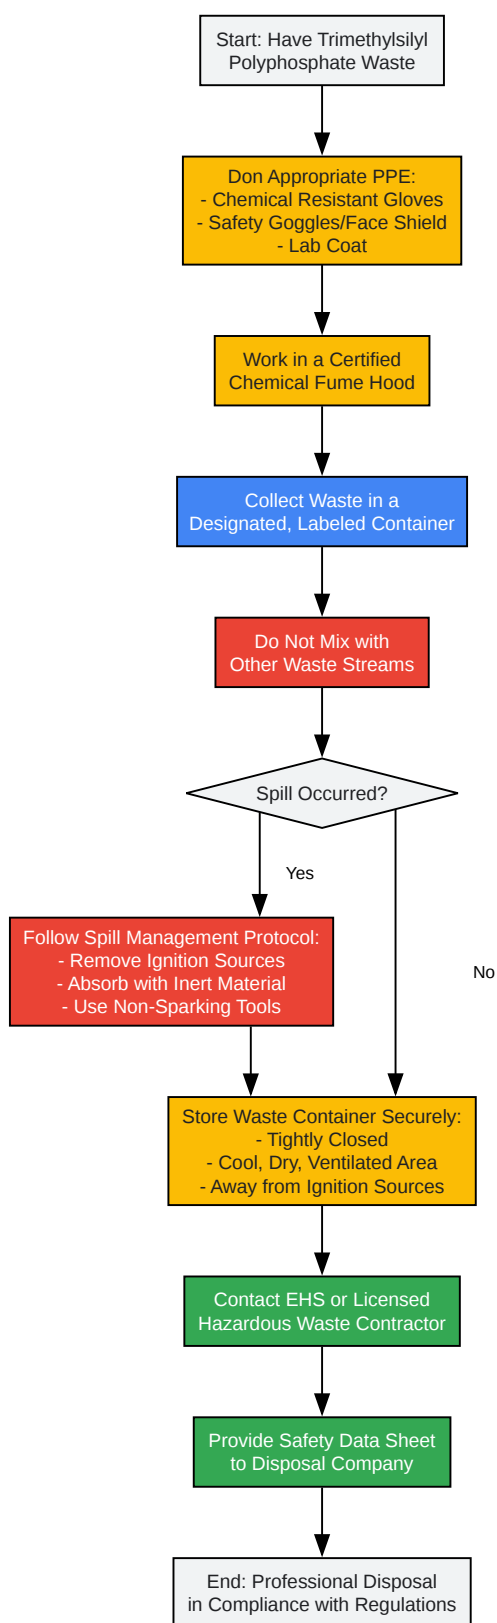 Start: Have Trimethylsilyl
Polyphosphate Waste
Don Appropriate PPE:
- Chemical Resistant Gloves
- Safety Goggles/Face Shield
- Lab Coat
Work in a Certified
Chemical Fume Hood
Collect Waste in a
Designated, Labeled Container
Do Not Mix with
Other Waste Streams
Spill Occurred?
Yes
Follow Spill Management Protocol:
- Remove Ignition Sources
- Absorb with Inert Material
- Use Non-Sparking Tools
No
Store Waste Container Securely:
- Tightly Closed
- Cool, Dry, Ventilated Area
- Away from Ignition Sources
Contact EHS or Licensed
Hazardous Waste Contractor
Provide Safety Data Sheet
to Disposal Company
End: Professional Disposal
in Compliance with Regulations